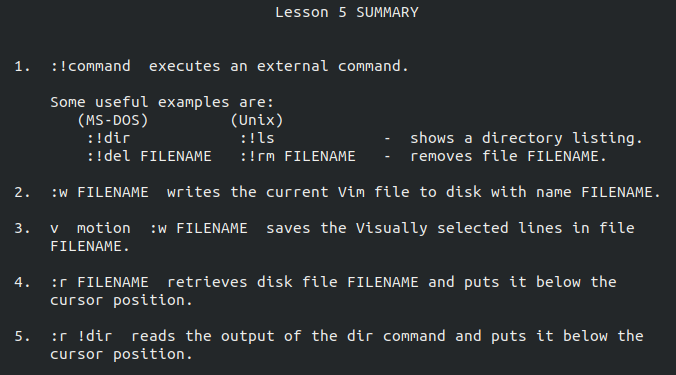 Lesson 5 SUMMARY
1. :!command executes an external command.
Some useful examples are:
(MS-DOS) (Unix)
:!dir :!ls - shows a directory listing.
:!del FILENAME :!rm FILENAME - removes file FILENAME.
2. :w FILENAME writes the current Vim file to disk with name FILENAME.
3. v motion :w FILENAME saves the Visually selected lines in file
FILENAME.
4. :r FILENAME retrieves disk file FILENAME and puts it below the
cursor position.
5. :r !dir reads the output of the dir command and puts it below the
cursor position.